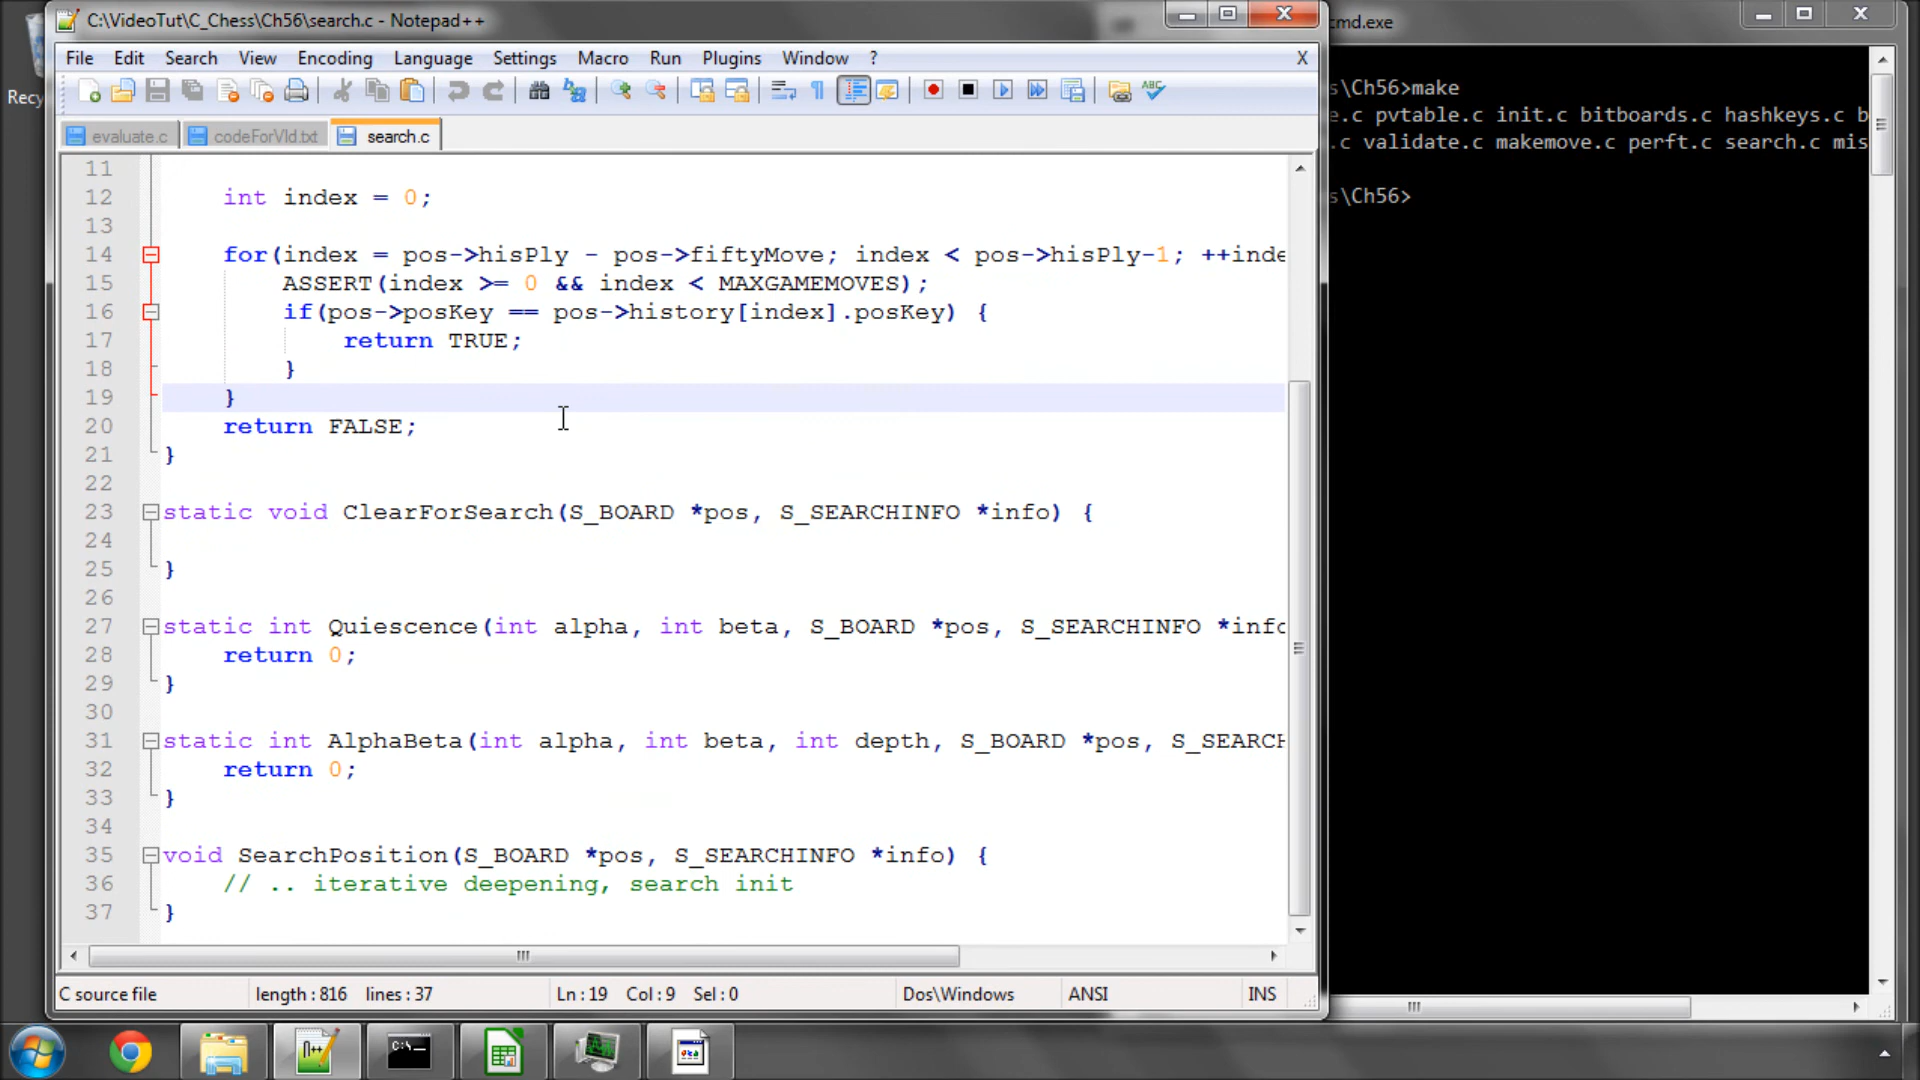 C:\VideoTut\C_Chess\Ch56\search.c - Notepad++
File Edit Search View Encoding Language Settings Macro Run Plugins Window ? X
evaluate.c codeForVid.txt search.c
11
12 int index = 0;
13
14 for(index = pos->hisPly - pos->fiftyMove; index < pos->hisPly-1; ++inde
15 ASSERT(index >= 0 && index < MAXGAMEMOVES);
16 if(pos->posKey == pos->history[index].posKey) {
17 return TRUE;
18 }
19 }
20 return FALSE;
21 }
22
23 static void ClearForSearch(S_BOARD *pos, S_SEARCHINFO *info) {
24
25 }
26
27 static int Quiescence(int alpha, int beta, S_BOARD *pos, S_SEARCHINFO *info
28 return 0;
29 }
30
31 static int AlphaBeta(int alpha, int beta, int depth, S_BOARD *pos, S_SEARCH
32 return 0;
33 }
34
35 void SearchPosition(S_BOARD *pos, S_SEARCHINFO *info) {
36 // .. iterative deepening, search init
37 }
C source file length : 816 lines : 37 Ln : 19 Col : 9 Sel : 0 Dos\Windows ANSI INS
cmd.exe
s\Ch56>make
e.c pvtable.c init.c bitboards.c hashkeys.c b
.c validate.c makemove.c perft.c search.c mis
s\Ch56>
Recy
C:\